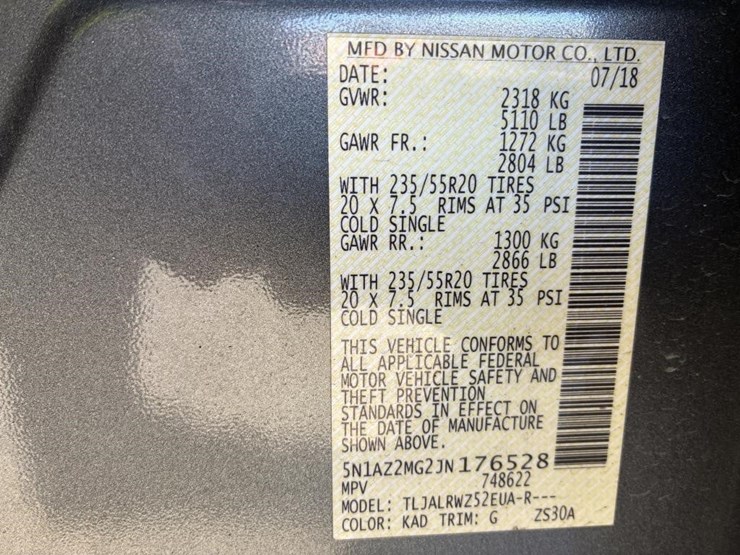 MFD BY NISSAN MOTOR CO., LTD.
DATE: 07/18
GVWR: 2318 KG
5110 LB
GAWR FR.: 1272 KG
2804 LB
WITH 235/55R20 TIRES
20 X 7.5 RIMS AT 35 PSI
COLD SINGLE
GAWR RR.: 1300 KG
2866 LB
WITH 235/55R20 TIRES
20 X 7.5 RIMS AT 35 PSI
COLD SINGLE
THIS VEHICLE CONFORMS TO
ALL APPLICABLE FEDERAL
MOTOR VEHICLE SAFETY AND
THEFT PREVENTION
STANDARDS IN EFFECT ON
THE DATE OF MANUFACTURE
SHOWN ABOVE.
5N1AZ2MG2JN176528
MPV 748622
MODEL: TLJALRWZ52EUA-R---
COLOR: KAD TRIM: G ZS30A